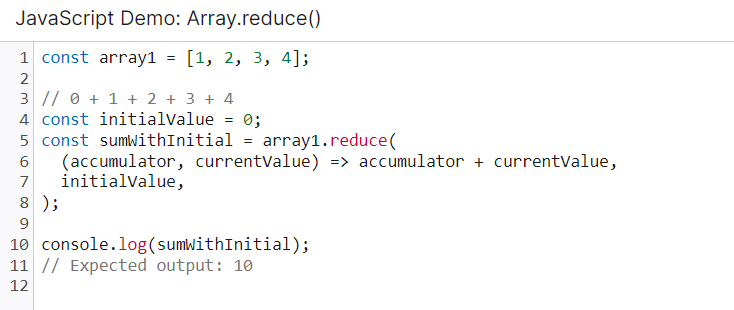 JavaScript Demo: Array.reduce()
1 const array1 = [1, 2, 3, 4];
2
3 // 0 + 1 + 2 + 3 + 4
4 const initialValue = 0;
5 const sumWithInitial = array1.reduce(
6   (accumulator, currentValue) => accumulator + currentValue,
7   initialValue,
8 );
9
10 console.log(sumWithInitial);
11 // Expected output: 10
12